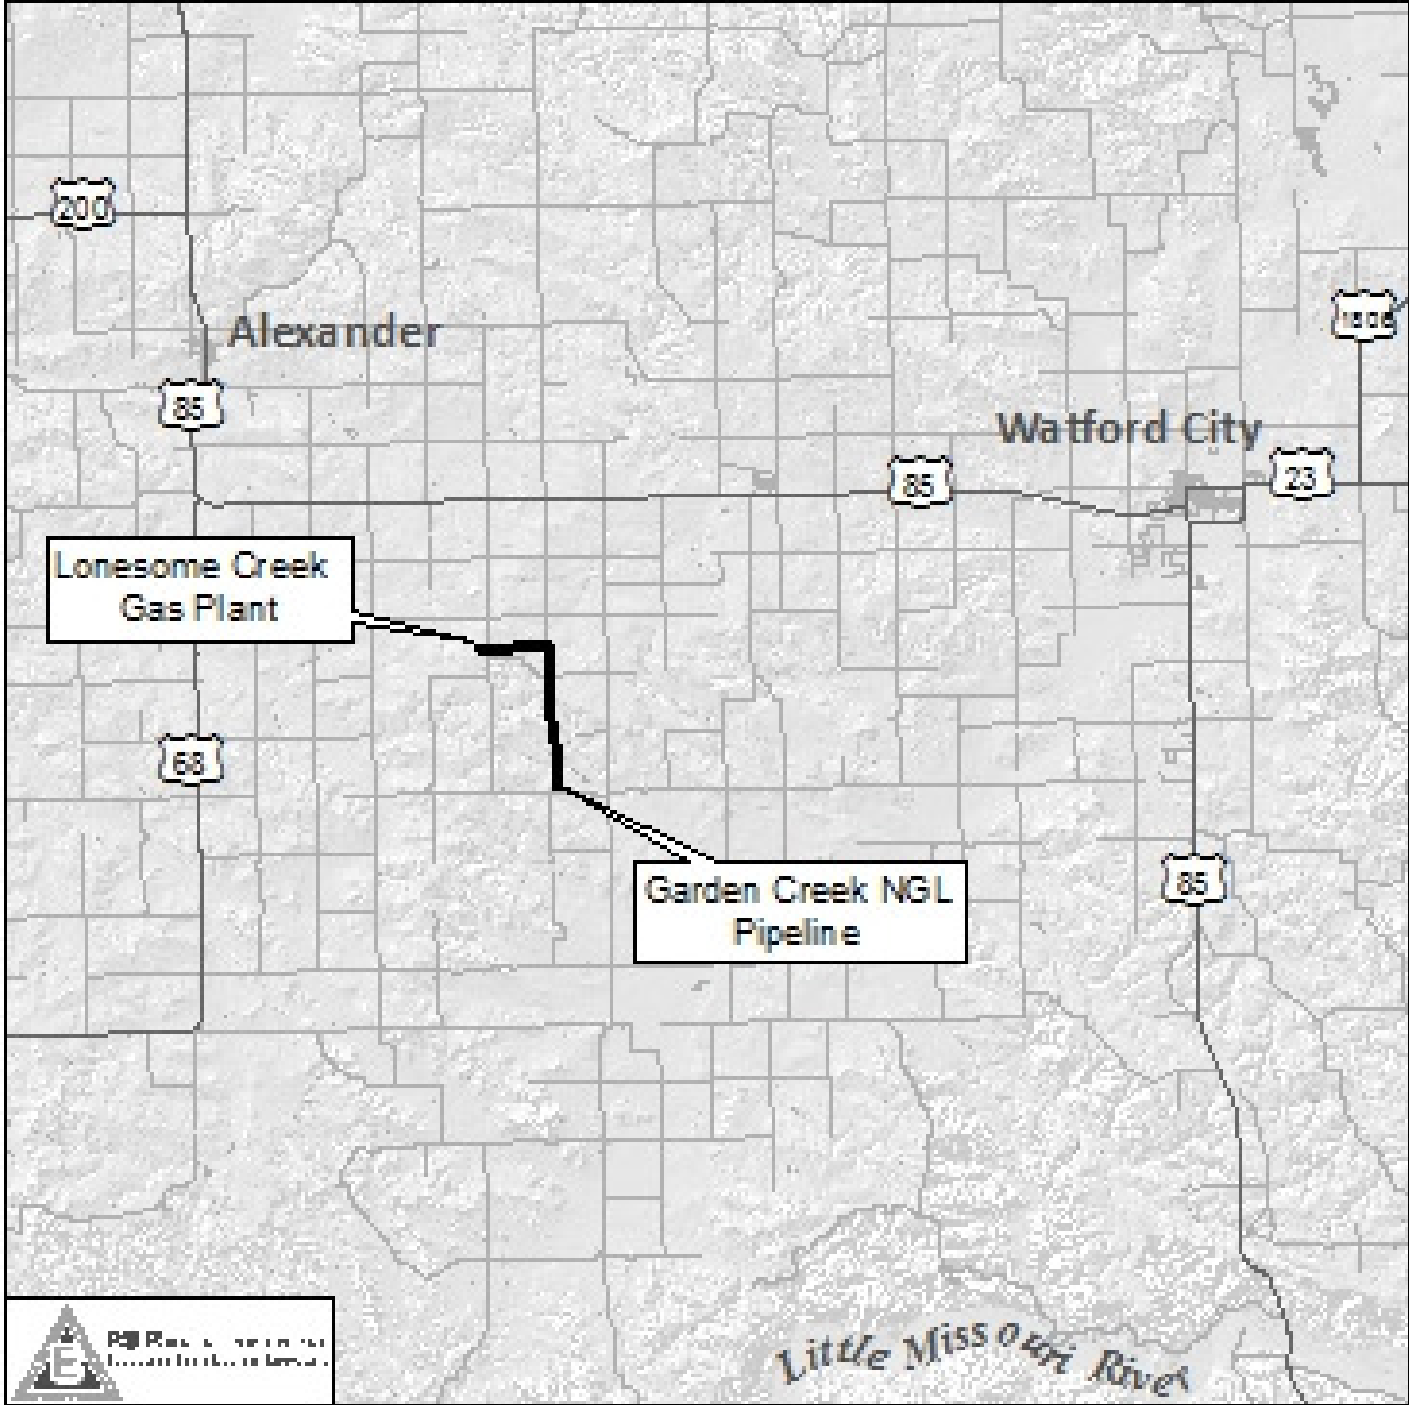 200
Alexander
1806
85
Watford City
85
23
Lonesome Creek
Gas Plant
68
Garden Creek NGL
Pipeline
85
Little Missouri River
E